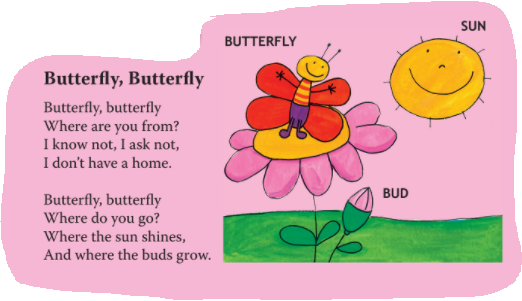 Butterfly, Butterfly
Butterfly, butterfly
Where are you from?
I know not, I ask not,
I don't have a home.
Butterfly, butterfly
Where do you go?
Where the sun shines,
And where the buds grow.
BUTTERFLY
SUN
BUD